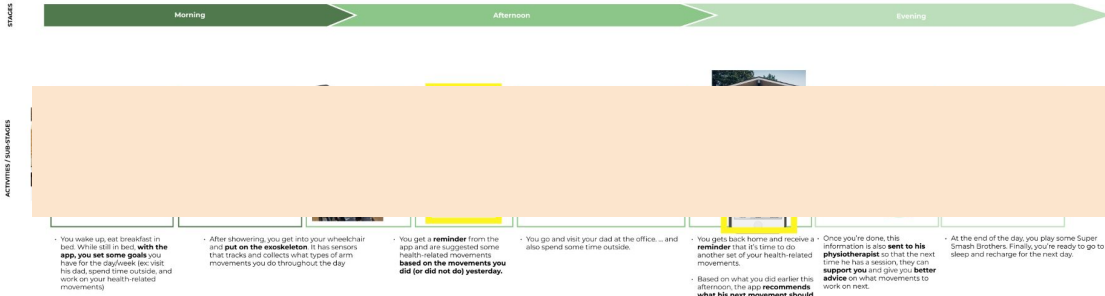 STAGES
Morning
Afternoon
Evening
ACTIVITIES / SUB-STAGES
• You wake up, eat breakfast in
bed. While still in bed, with the
app, you set some goals you
have for the day/week (ex: visit
his dad, spend time outside, and
work on your health-related
movements)
• After showering, you get into your wheelchair
and put on the exoskeleton. It has sensors
that tracks and collects what types of arm
movements you do throughout the day
• You get a reminder from the
app and are suggested some
health-related movements
based on the movements you
did (or did not do) yesterday.
• You go and visit your dad at the office. ... and
also spend some time outside.
• You gets back home and receive a
reminder that it's time to do
another set of your health-related
movements.
• Based on what you did earlier this
afternoon, the app recommends
what his next movement should
• Once you're done, this
information is also sent to his
physiotherapist so that the next
time he has a session, they can
support you and give you better
advice on what movements to
work on next.
• At the end of the day, you play some Super
Smash Brothers. Finally, you're ready to go to
sleep and recharge for the next day.